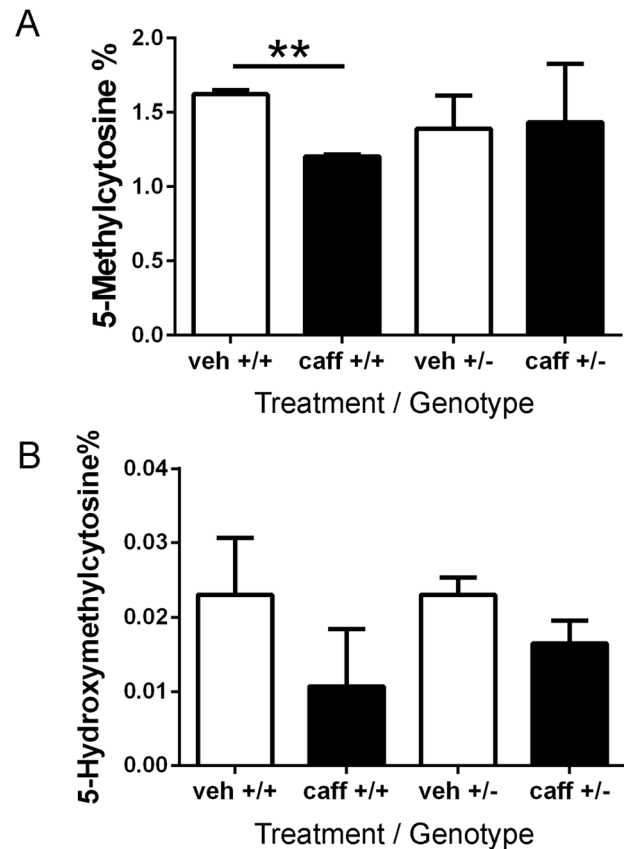 A
5-Methylcytosine %
2.0
1.5
1.0
0.5
0.0
**
veh +/+ caff +/+ veh +/- caff +/-
Treatment / Genotype
B
5-Hydroxymethylcytosine%
0.04
0.03
0.02
0.01
0.00
veh +/+ caff +/+ veh +/- caff +/-
Treatment / Genotype